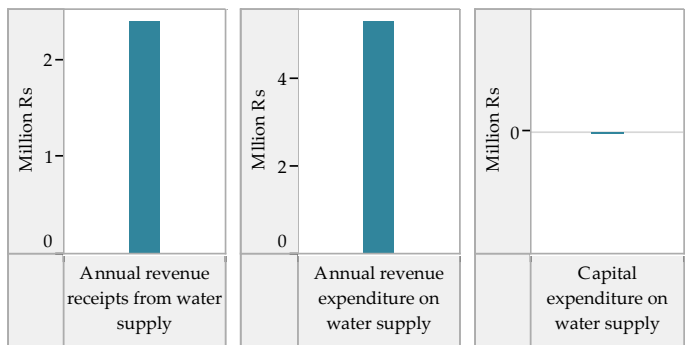 Million Rs
2
1
0
Annual revenue
receipts from water
supply
Mllion Rs
4
2
0
Annual revenue
expenditure on
water supply
Million Rs
0
Capital
expenditure on
water supply